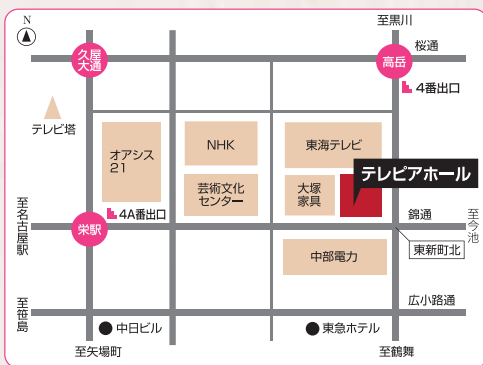 N
至黒川
久屋
大通
桜通
高岳
4番出口
テレビ塔
オアシス
21
NHK
東海テレビ
テレピアホール
芸術文化
センター
大塚
家具
至名古屋駅
4A番出口
栄駅
錦通
至今池
東新町北
中部電力
至笹島
広小路通
中日ビル
東急ホテル
至矢場町
至鶴舞